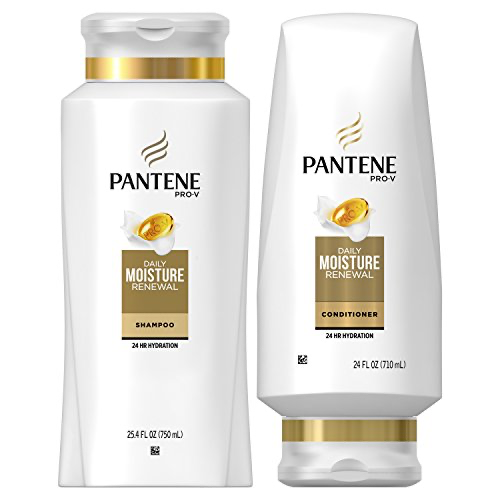 PANTENE
PRO-V
DAILY
MOISTURE
RENEWAL
SHAMPOO
24 HR HYDRATION
25.4 FL OZ (750 mL)
PANTENE
PRO-V
DAILY
MOISTURE
RENEWAL
CONDITIONER
24 HR HYDRATION
24 FL OZ (710 mL)